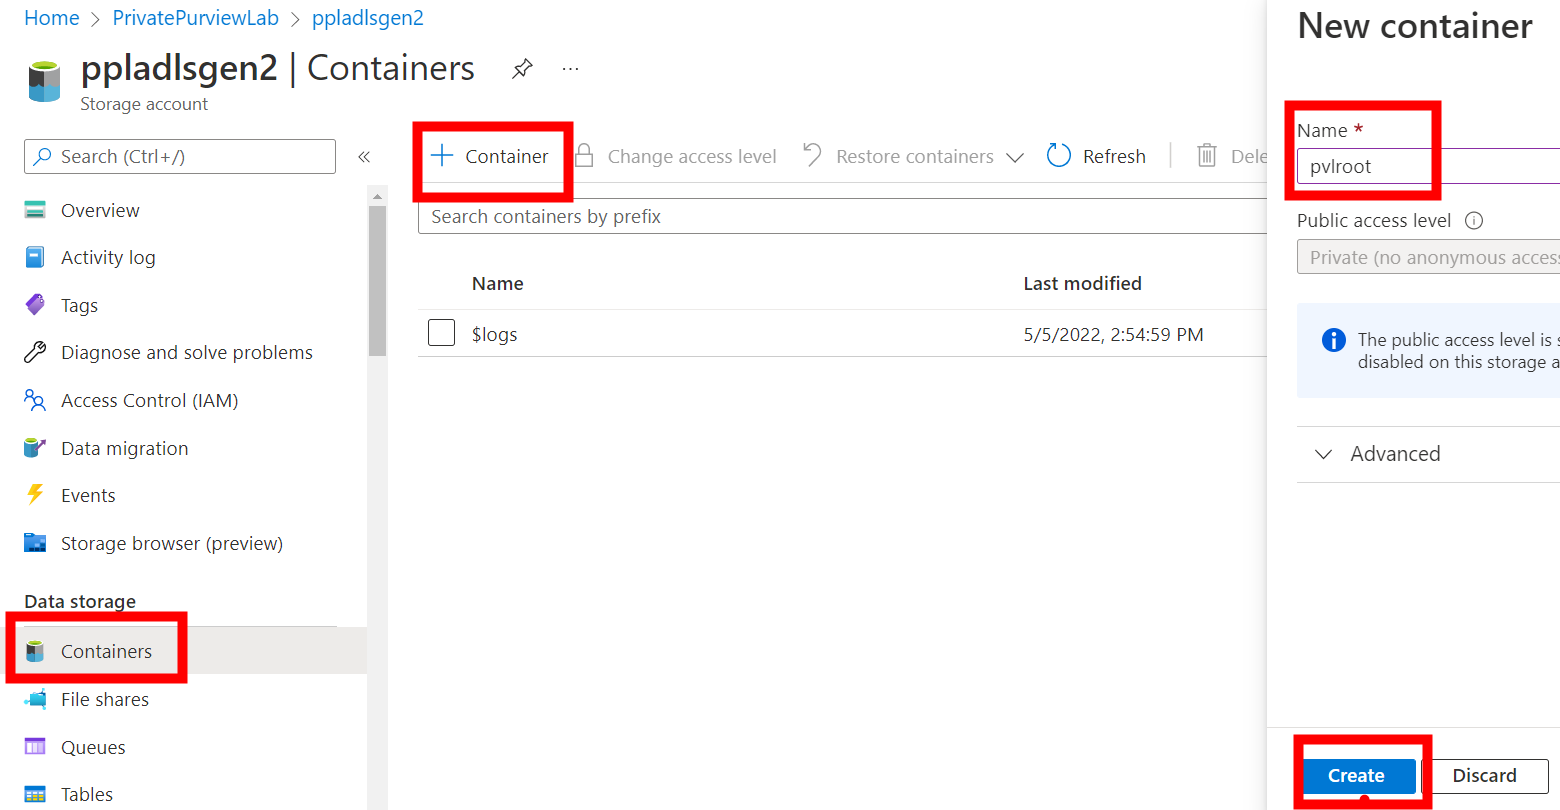 Home > PrivatePurviewLab > ppladlsgen2
ppladlsgen2 | Containers
Storage account
Search (Ctrl+/)
Overview
Activity log
Tags
Diagnose and solve problems
Access Control (IAM)
Data migration
Events
Storage browser (preview)
Data storage
Containers
File shares
Queues
Tables
+ Container Change access level Restore containers Refresh Dele
Search containers by prefix
Name Last modified
$logs 5/5/2022, 2:54:59 PM
New container
Name *
pvlroot
Public access level
Private (no anonymous access
The public access level is s
disabled on this storage a
Advanced
Create Discard